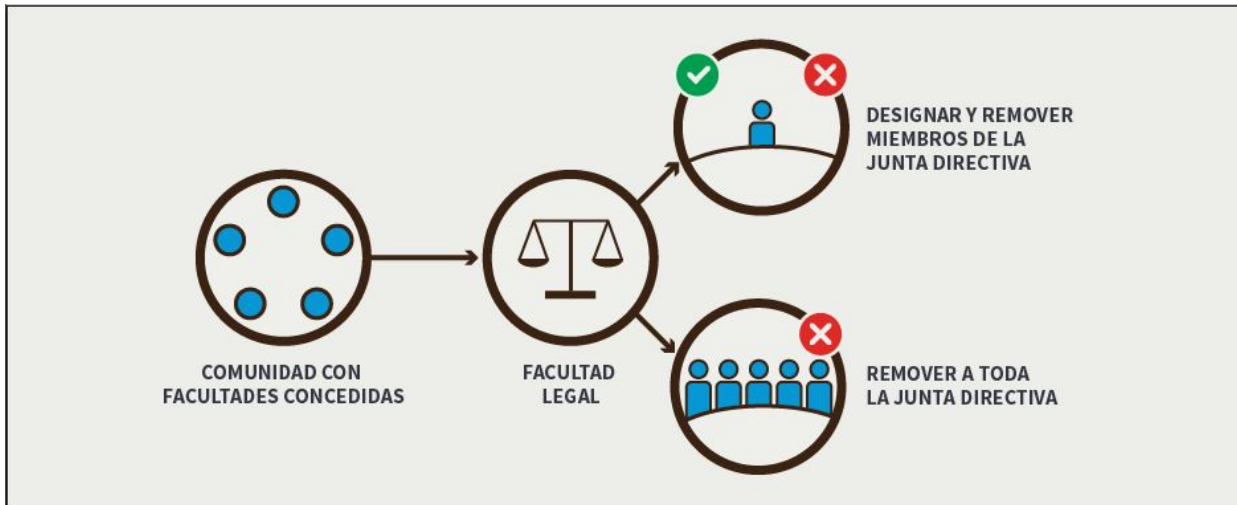 DESIGNAR Y REMOVER
MIEMBROS DE LA
JUNTA DIRECTIVA
COMUNIDAD CON
FACULTADES CONCEDIDAS
FACULTAD
LEGAL
REMOVER A TODA
LA JUNTA DIRECTIVA